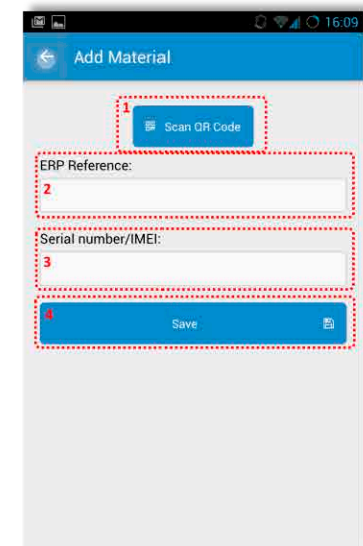 16:09
Add Material
1
Scan QR Code
ERP Reference:
2
Serial number/IMEI:
3
4
Save